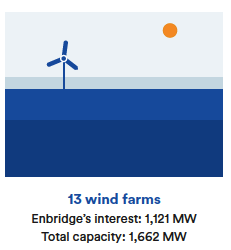 13 wind farms
Enbridge's interest: 1,121 MW
Total capacity: 1,662 MW